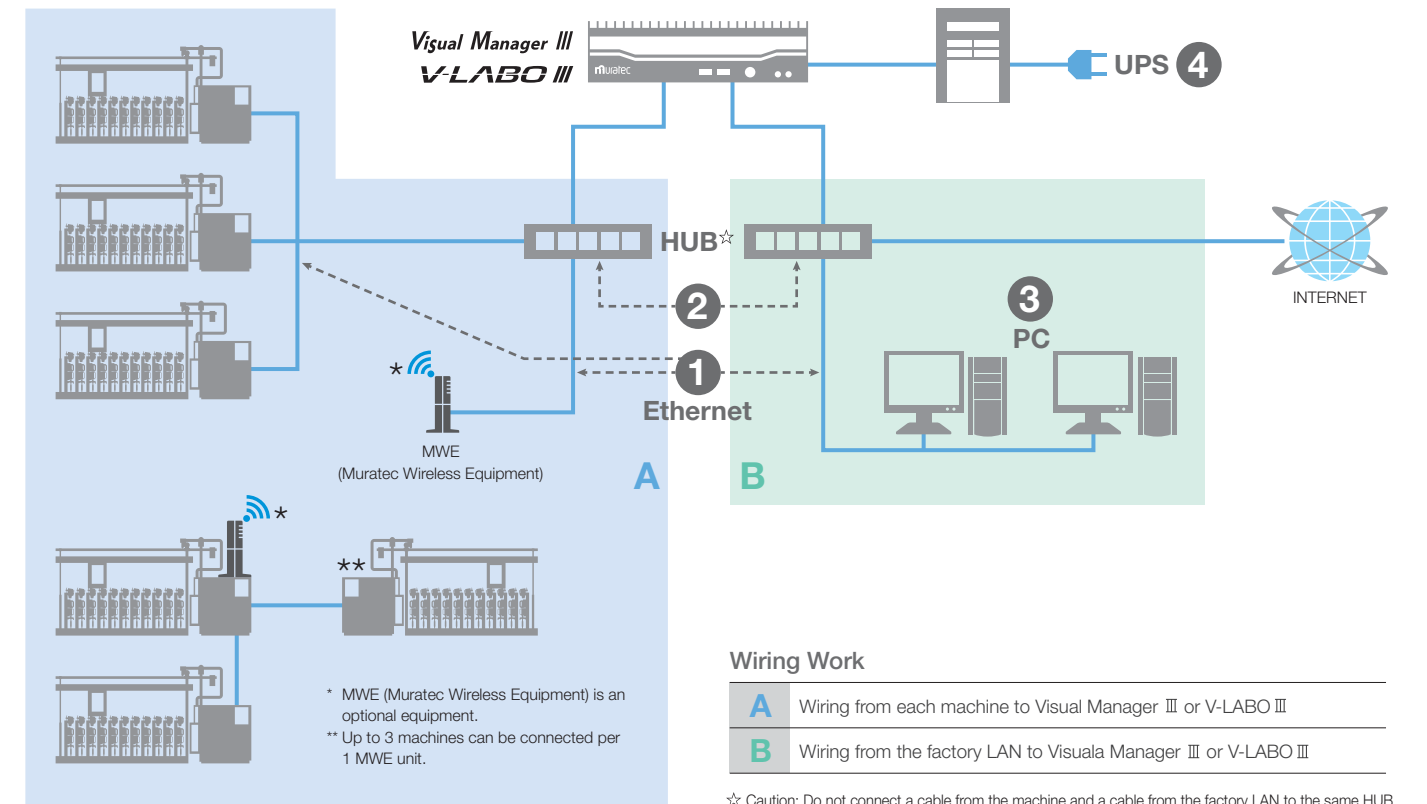 Visual Manager III
V-LABO III
muratec
UPS 4
HUB☆
2
3
PC
INTERNET
*
1
Ethernet
MWE
(Muratec Wireless Equipment)
A
B
*
**
* MWE (Muratec Wireless Equipment) is an
optional equipment.
** Up to 3 machines can be connected per
1 MWE unit.
Wiring Work
A Wiring from each machine to Visual Manager Ⅲ or V-LABO Ⅲ
B Wiring from the factory LAN to Visuala Manager Ⅲ or V-LABO Ⅲ
☆ Caution: Do not connect a cable from the machine and a cable from the factory LAN to the same HUB